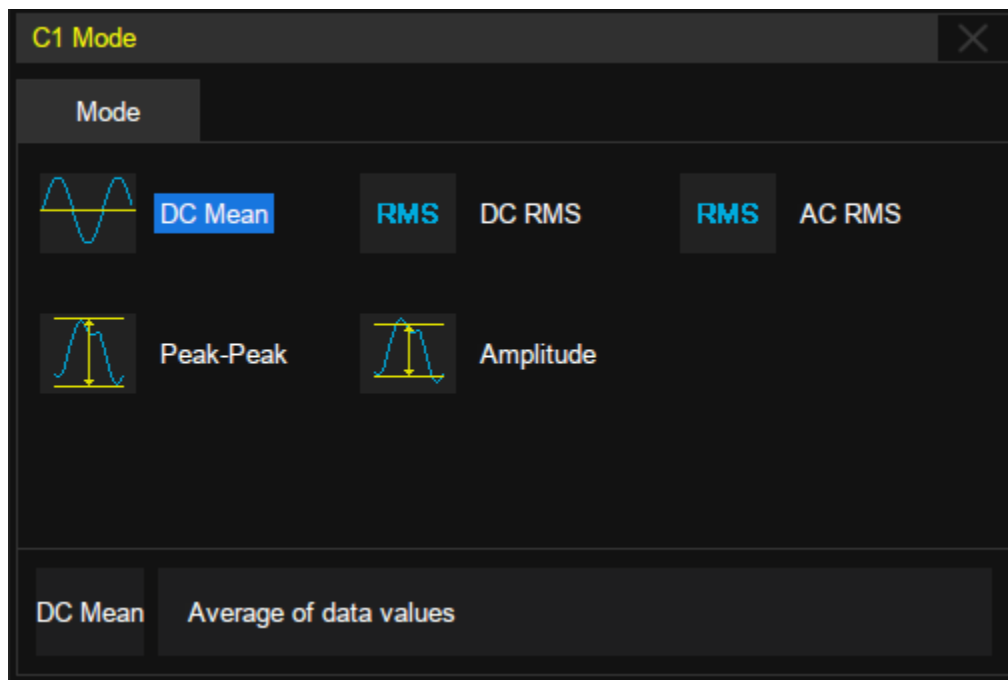 C1 Mode
Mode
DC Mean
RMS
DC RMS
RMS
AC RMS
Peak-Peak
Amplitude
DC Mean
Average of data values